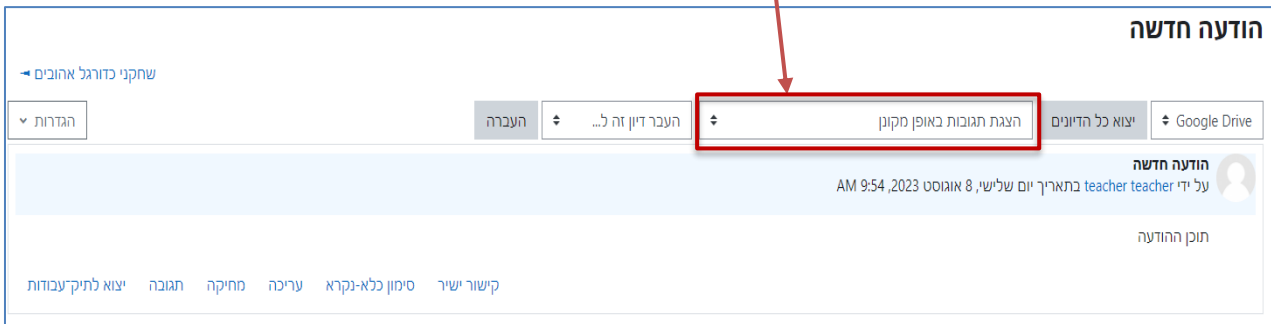 הודעה חדשה
שחקני כדורגל אהובים
Google Drive יצוא כל הדיונים הצגת תגובות באופן מקונן העבר דיון זה ל... העברה הגדרות
הודעה חדשה
על ידי teacher teacher בתאריך יום שלישי, 8 אוגוסט 2023, 9:54 AM
תוכן ההודעה
קישור ישיר סימון כלא-נקרא עריכה מחיקה תגובה יצוא לתיק־עבודות